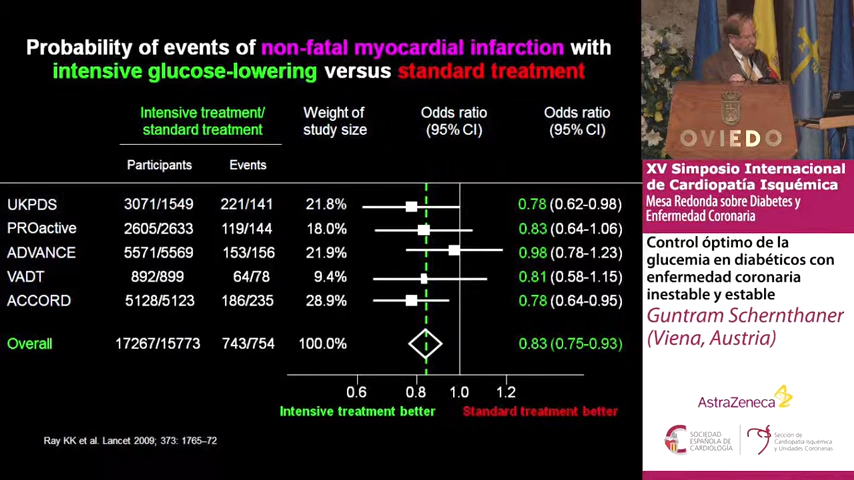 Probability of events of non-fatal myocardial infarction with
intensive glucose-lowering versus standard treatment
Intensive treatment/
standard treatment
Weight of
study size
Odds ratio
(95% CI)
Odds ratio
(95% CI)
Participants Events
UKPDS 3071/1549 221/141 21.8% 0.78 (0.62-0.98)
PROactive 2605/2633 119/144 18.0% 0.83 (0.64-1.06)
ADVANCE 5571/5569 153/156 21.9% 0.98 (0.78-1.23)
VADT 892/899 64/78 9.4% 0.81 (0.58-1.15)
ACCORD 5128/5123 186/235 28.9% 0.78 (0.64-0.95)
Overall 17267/15773 743/754 100.0% 0.83 (0.75-0.93)
0.6 0.8 1.0 1.2
Intensive treatment better Standard treatment better
Ray KK et al. Lancet 2009; 373: 1765–72
OVIEDO
XV Simposio Internacional
de Cardiopatía Isquémica
Mesa Redonda sobre Diabetes y
Enfermedad Coronaria
Control óptimo de la
glucemia en diabéticos con
enfermedad coronaria
inestable y estable
Guntram Schernthaner
(Viena, Austria)
AstraZeneca
SOCIEDAD
ESPAÑOLA DE
CARDIOLOGÍA
Sección de
Cardiopatía Isquémica
y Unidades Coronarias